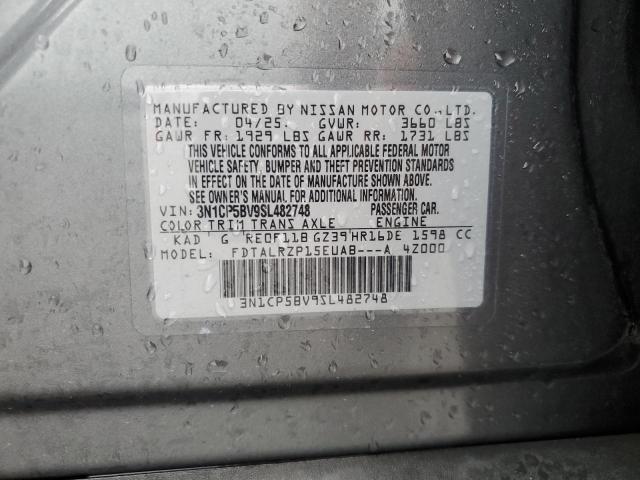 MANUFACTURED BY NISSAN MOTOR CO.,LTD.
DATE: 04/25 GVWR: 3660 LBS
GAWR FR: 1929 LBS GAWR RR: 1731 LBS
THIS VEHICLE CONFORMS TO ALL APPLICABLE FEDERAL MOTOR
VEHICLE SAFETY, BUMPER AND THEFT PREVENTION STANDARDS
IN EFFECT ON THE DATE OF MANUFACTURE SHOWN ABOVE.
SEE OWNER'S MANUAL FOR ADDITIONAL INFO.
VIN: 3N1CP5BV9SL482748 PASSENGER CAR.
COLOR TRIM TRANS AXLE ENGINE
KAD G RE0F11B GZ39 HR16DE 1598 CC
MODEL: FDTALRZP15EUAB---A 4Z000
3N1CP5BV9SL482748